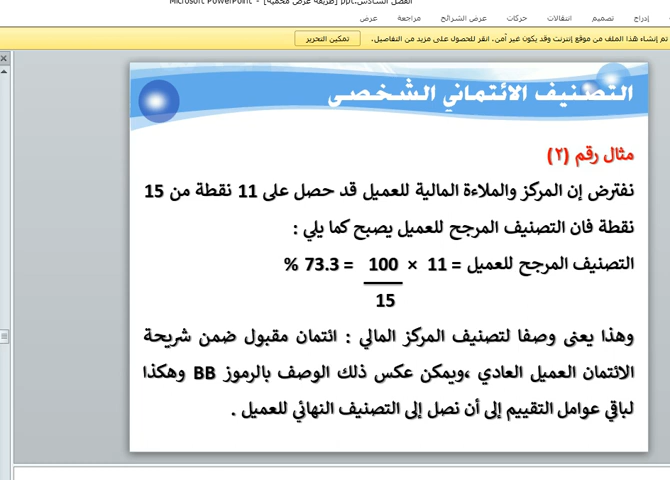 الفصل السادس.ppt [طريقة عرض محمية] - Microsoft PowerPoint
إدراج تصميم انتقالات حركات عرض الشرائح مراجعة عرض
تم إنشاء هذا الملف من موقع إنترنت وقد يكون غير آمن. انقر للحصول على مزيد من التفاصيل. تمكين التحرير
التصنيف الائتماني الشخصي
مثال رقم (٢)
نفترض إن المركز والملاءة المالية للعميل قد حصل على 11 نقطة من 15
نقطة فان التصنيف المرجح للعميل يصبح كما يلي :
التصنيف المرجح للعميل = 11 × 100 = 73.3 %
15
وهذا يعنى وصفا لتصنيف المركز المالي : ائتمان مقبول ضمن شريحة
الائتمان العميل العادي ،ويمكن عكس ذلك الوصف بالرموز BB وهكذا
لباقي عوامل التقييم إلى أن نصل إلى التصنيف النهائي للعميل .